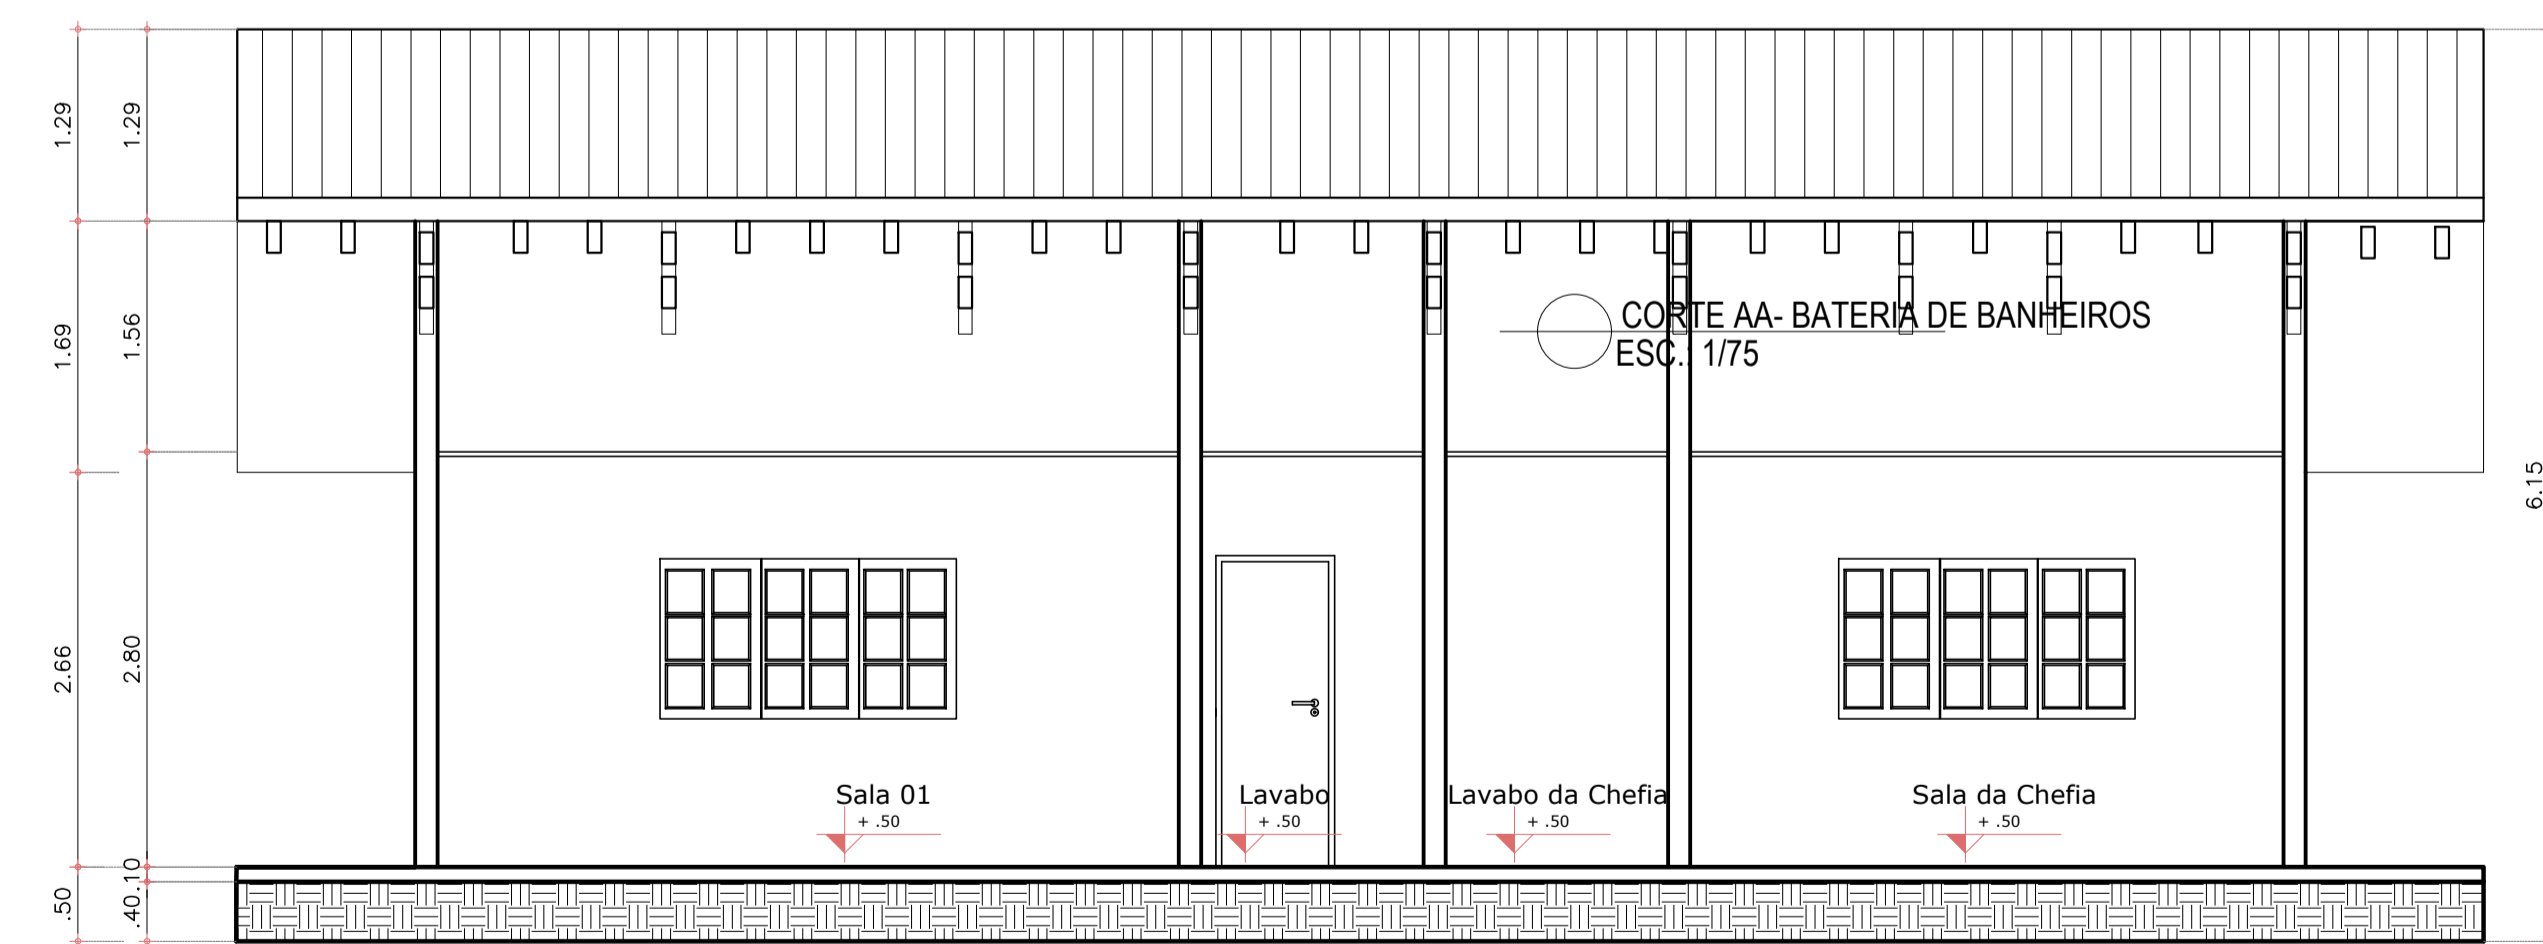 1.29
1.29
1.69
1.56
CORTE AA- BATERIA DE BANHEIROS
ESC.: 1/75
6.15
2.66
2.80
Sala 01
+ .50
Lavabo
+ .50
Lavabo da Chefia
+ .50
Sala da Chefia
+ .50
.50
.40
.10